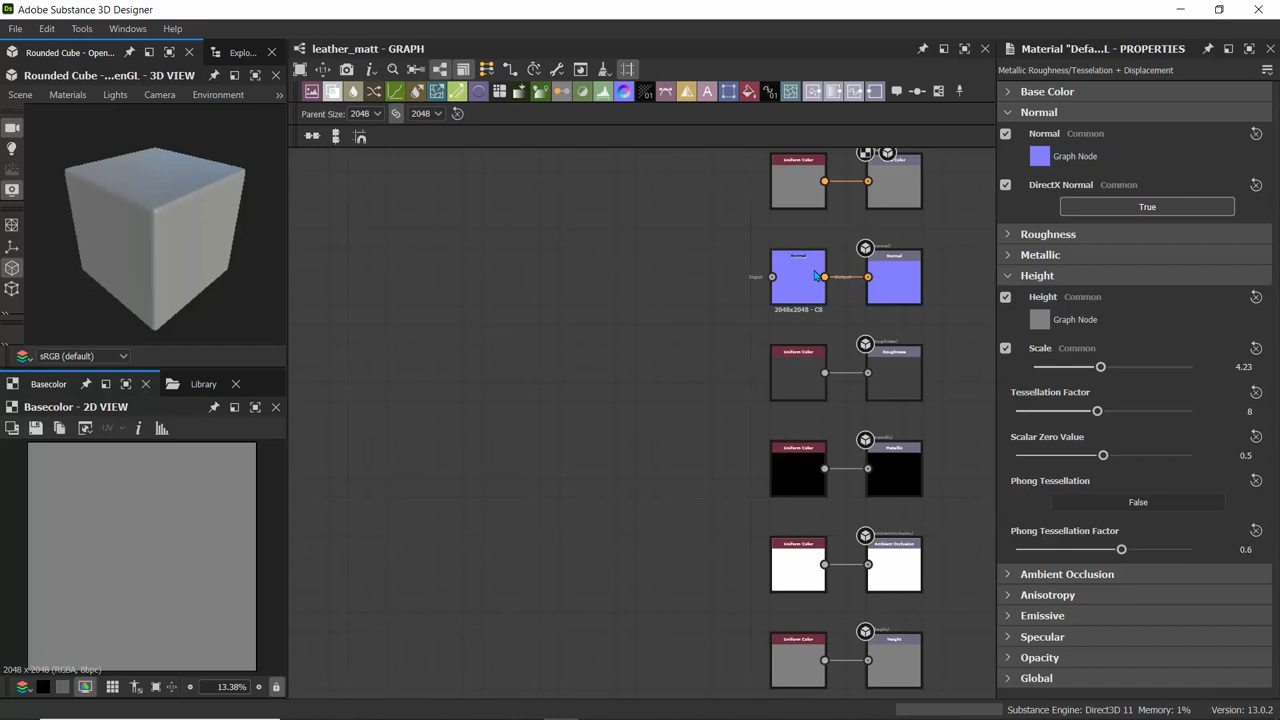 Ds Adobe Substance 3D Designer
File Edit Tools Windows Help
Rounded Cube - Open...
Explo...
leather_matt - GRAPH
Material "Defa...L - PROPERTIES
Rounded Cube -...enGL - 3D VIEW
Metallic Roughness/Tesselation + Displacement
Scene Materials Lights Camera Environment »
Base Color
Normal
Parent Size: 2048 2048
Normal Common
Graph Node
DirectX Normal Common
True
Roughness
Metallic
Height
Height Common
Graph Node
Scale Common
4.23
Tessellation Factor
8
Scalar Zero Value
0.5
Phong Tessellation
False
Phong Tessellation Factor
0.6
Ambient Occlusion
Anisotropy
Emissive
Specular
Opacity
Global
Uniform Color
Color
Input
Normal
Output
Normal
2048x2048 - C8
Uniform Color
Roughness
Uniform Color
Metallic
Uniform Color
Ambient Occlusion
Uniform Color
Height
sRGB (default)
Basecolor
Library
Basecolor - 2D VIEW
UV
2048 x 2048 (RGBA, 8bpc)
13.38%
Substance Engine: Direct3D 11 Memory: 1% Version: 13.0.2